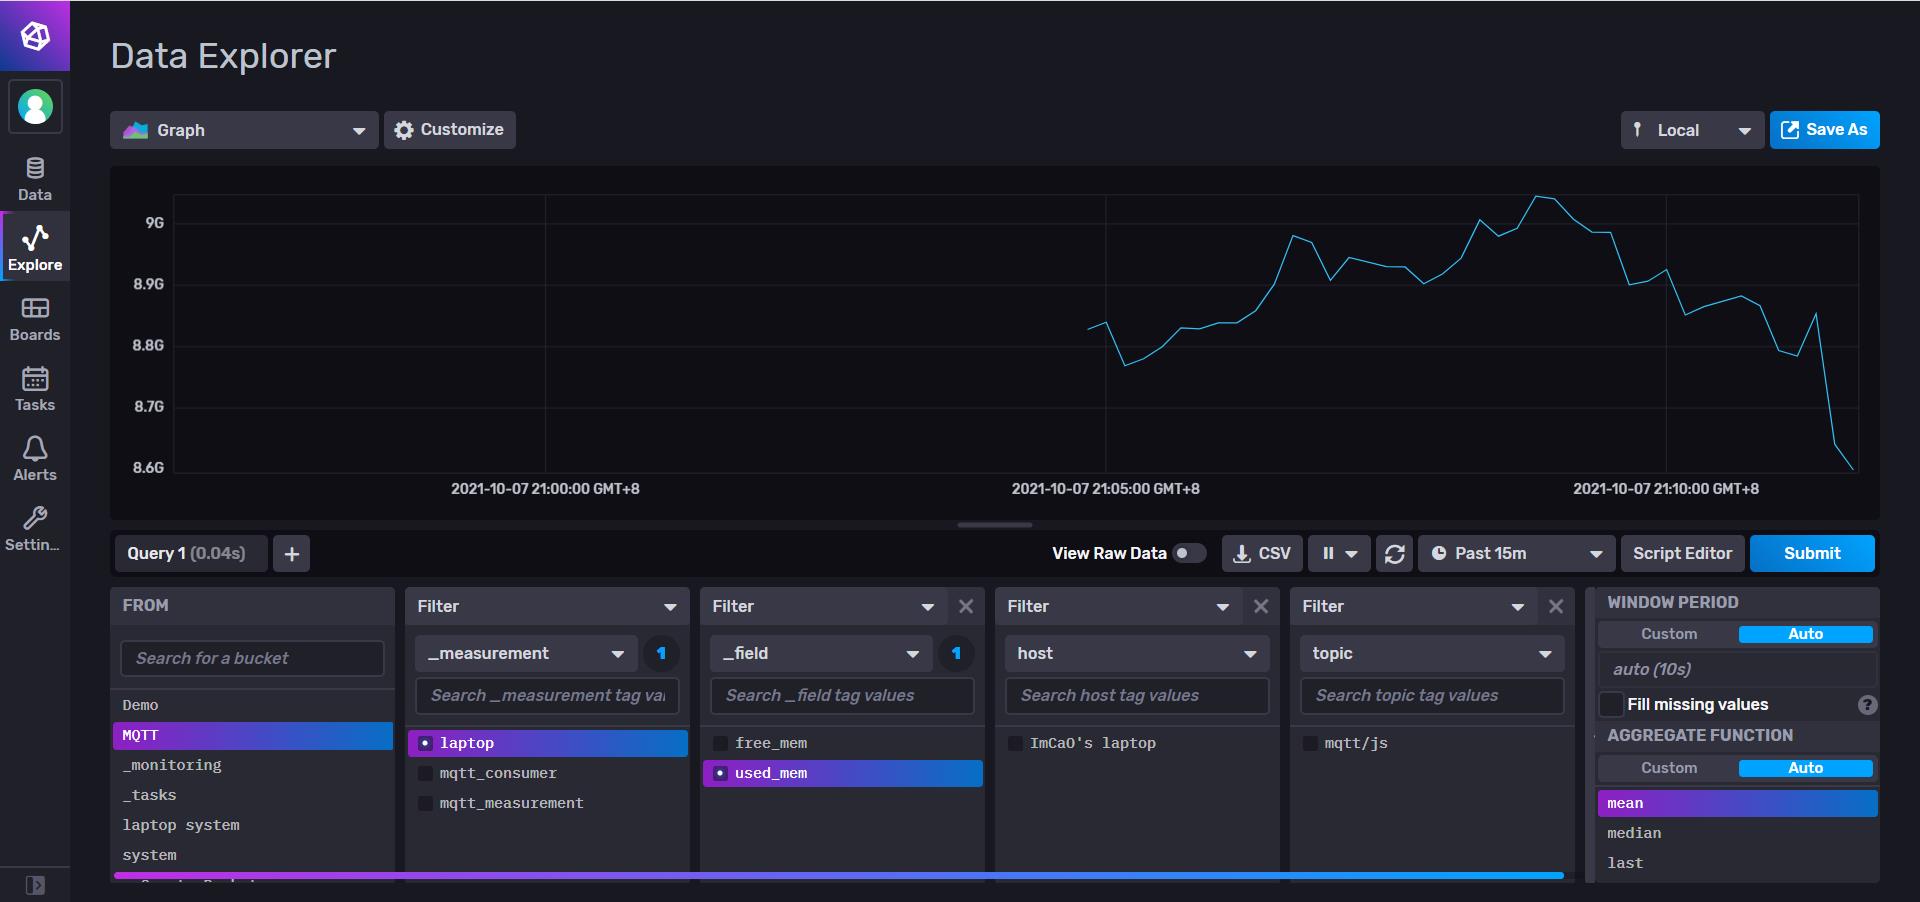 Data Explorer
Graph
Customize
Local
Save As
Data
Explore
Boards
Tasks
Alerts
Settin...
9G
8.9G
8.8G
8.7G
8.6G
2021-10-07 21:00:00 GMT+8
2021-10-07 21:05:00 GMT+8
2021-10-07 21:10:00 GMT+8
Query 1 (0.04s)
+
View Raw Data
CSV
Past 15m
Script Editor
Submit
FROM
Search for a bucket
Demo
MQTT
_monitoring
_tasks
laptop system
system
Filter
_measurement
1
Search _measurement tag val
laptop
mqtt_consumer
mqtt_measurement
Filter
_field
1
Search _field tag values
free_mem
used_mem
Filter
host
Search host tag values
ImCaO's laptop
Filter
topic
Search topic tag values
mqtt/js
WINDOW PERIOD
Custom
Auto
auto (10s)
Fill missing values
?
AGGREGATE FUNCTION
Custom
Auto
mean
median
last